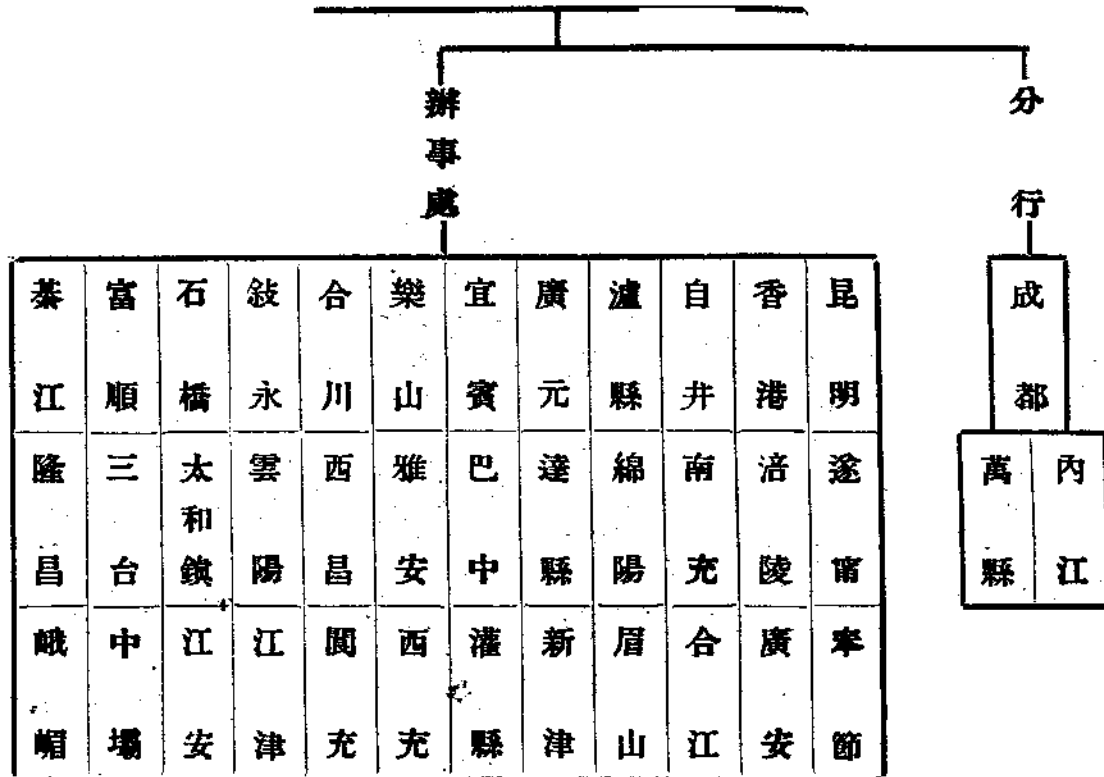 分行
成都
內江
萬縣
辦事處
昆明
香港
自井
瀘縣
廣元
宜賓
樂山
合川
敍永
石橋
富順
綦江
遂甯
涪陵
南充
綿陽
達縣
巴中
雅安
西昌
雲陽
太和鎮
三台
隆昌
奉節
廣安
合江
眉山
新津
灌縣
西充
閬充
江津
江安
中壩
峨嵋